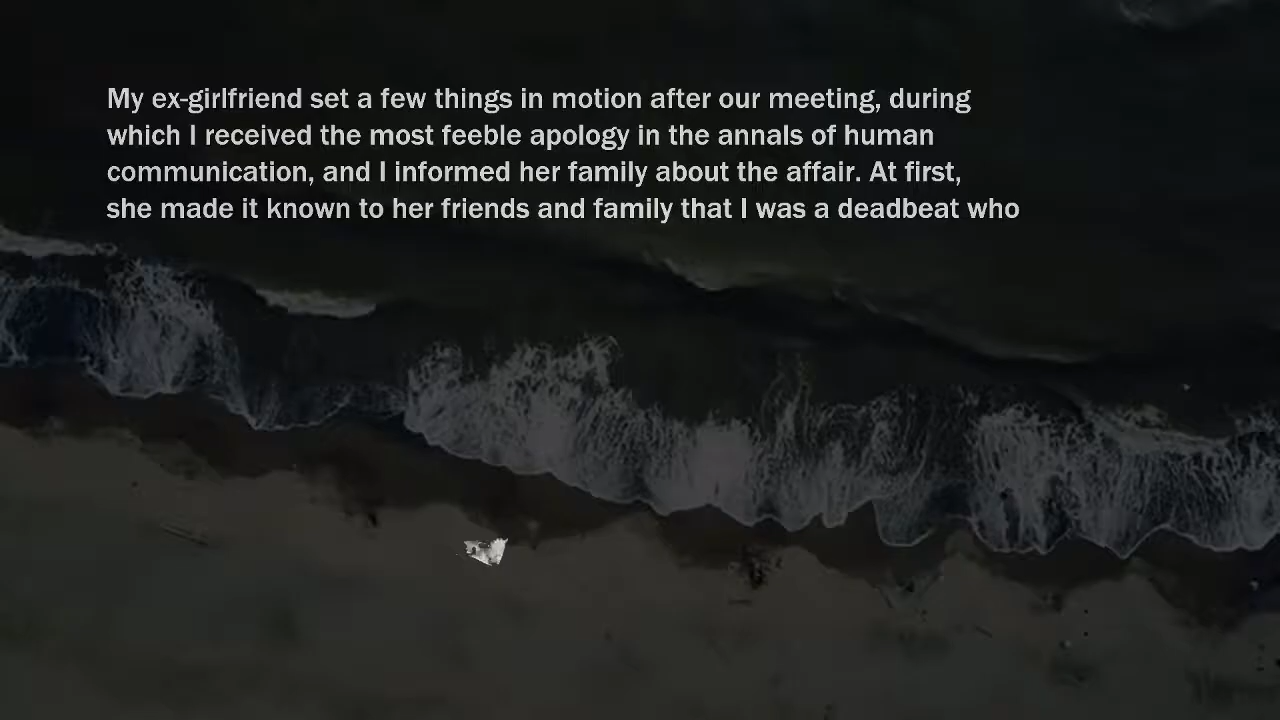 My ex-girlfriend set a few things in motion after our meeting, during
which I received the most feeble apology in the annals of human
communication, and I informed her family about the affair. At first,
she made it known to her friends and family that I was a deadbeat who